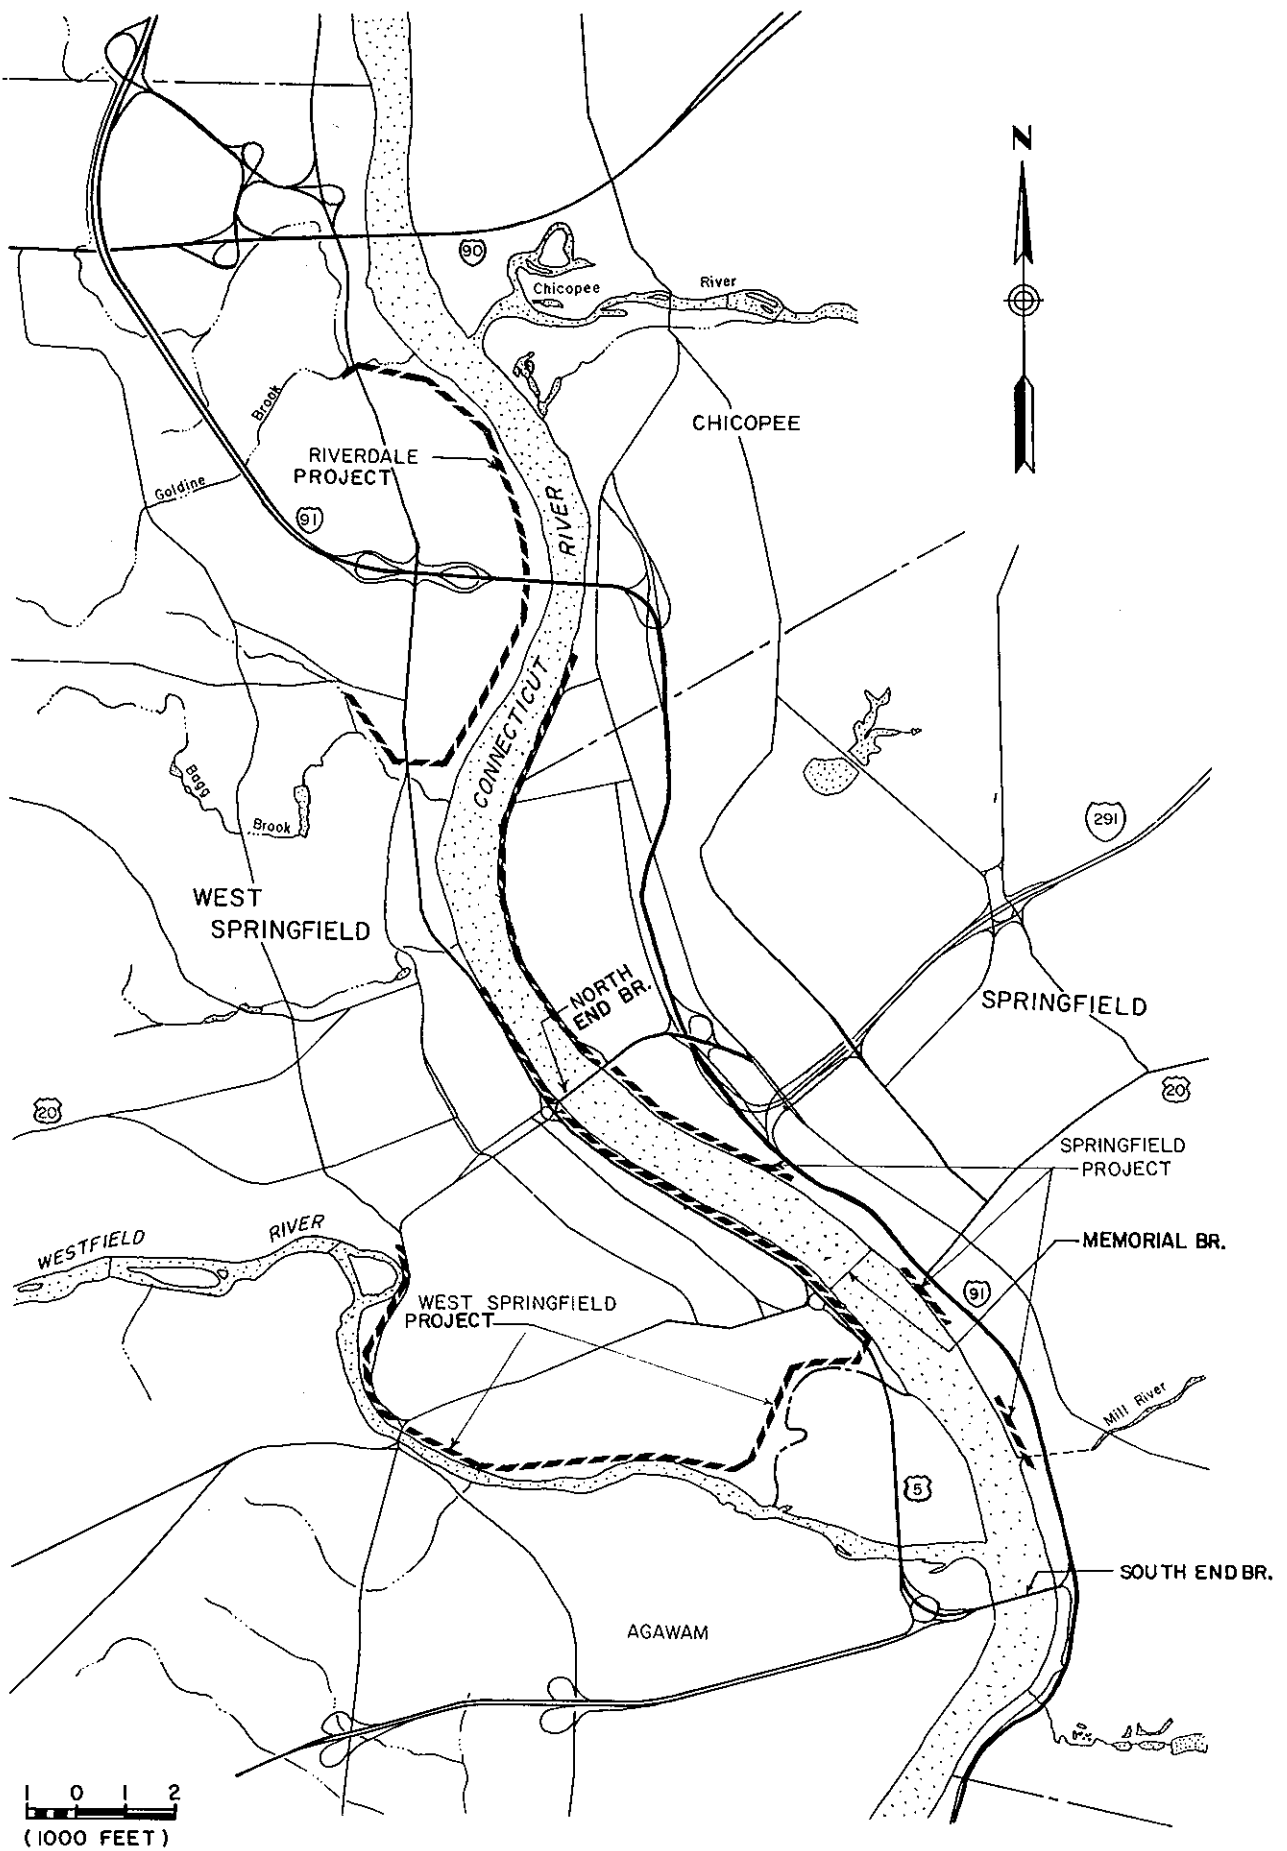 N
90
Chicopee
River
CHICOPEE
Brook
RIVERDALE
PROJECT
Goldine
91
RIVER
CONNECTICUT
Bagg
Brook
291
WEST
SPRINGFIELD
NORTH
END BR.
SPRINGFIELD
20
20
SPRINGFIELD
PROJECT
WESTFIELD
RIVER
MEMORIAL BR.
91
WEST SPRINGFIELD
PROJECT
Mill River
5
SOUTH END BR.
AGAWAM
1 0 1 2
(1000 FEET)